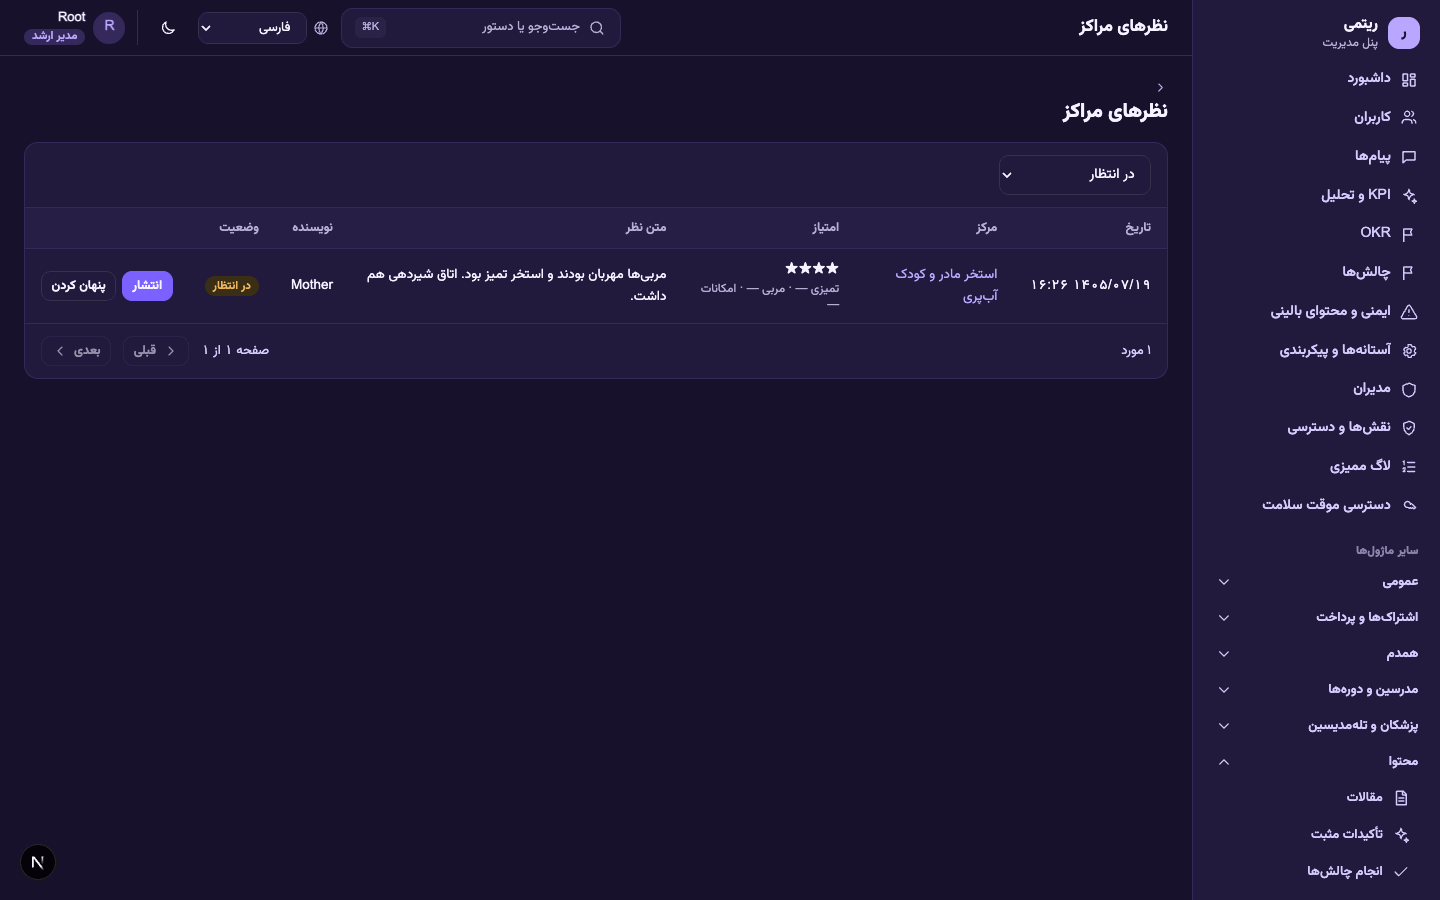 ر
ریتمی
پنل مدیریت
داشبورد
کاربران
پیام‌ها
KPI و تحلیل
OKR
چالش‌ها
ایمنی و محتوای بالینی
آستانه‌ها و پیکربندی
مدیران
نقش‌ها و دسترسی
لاگ ممیزی
دسترسی موقت سلامت
سایر ماژول‌ها
عمومی
اشتراک‌ها و پرداخت
همدم
مدرسین و دوره‌ها
پزشکان و تله‌مدیسین
محتوا
مقالات
تأکیدات مثبت
انجام چالش‌ها
نظرهای مراکز
جست‌وجو یا دستور
⌘K
فارسی
R
Root
مدیر ارشد
نظرهای مراکز
در انتظار
تاریخ مرکز امتیاز متن نظر نویسنده وضعیت
۱۴۰۵/۰۷/۱۹ ۱۶:۲۶
استخر مادر و کودک
آب‌پری
★★★★
تمیزی — · مربی — · امکانات
—
مربی‌ها مهربان بودند و استخر تمیز بود. اتاق شیردهی هم
داشت.
Mother
در انتظار
انتشار
پنهان کردن
۱ مورد
صفحه ۱ از ۱
قبلی
بعدی
N